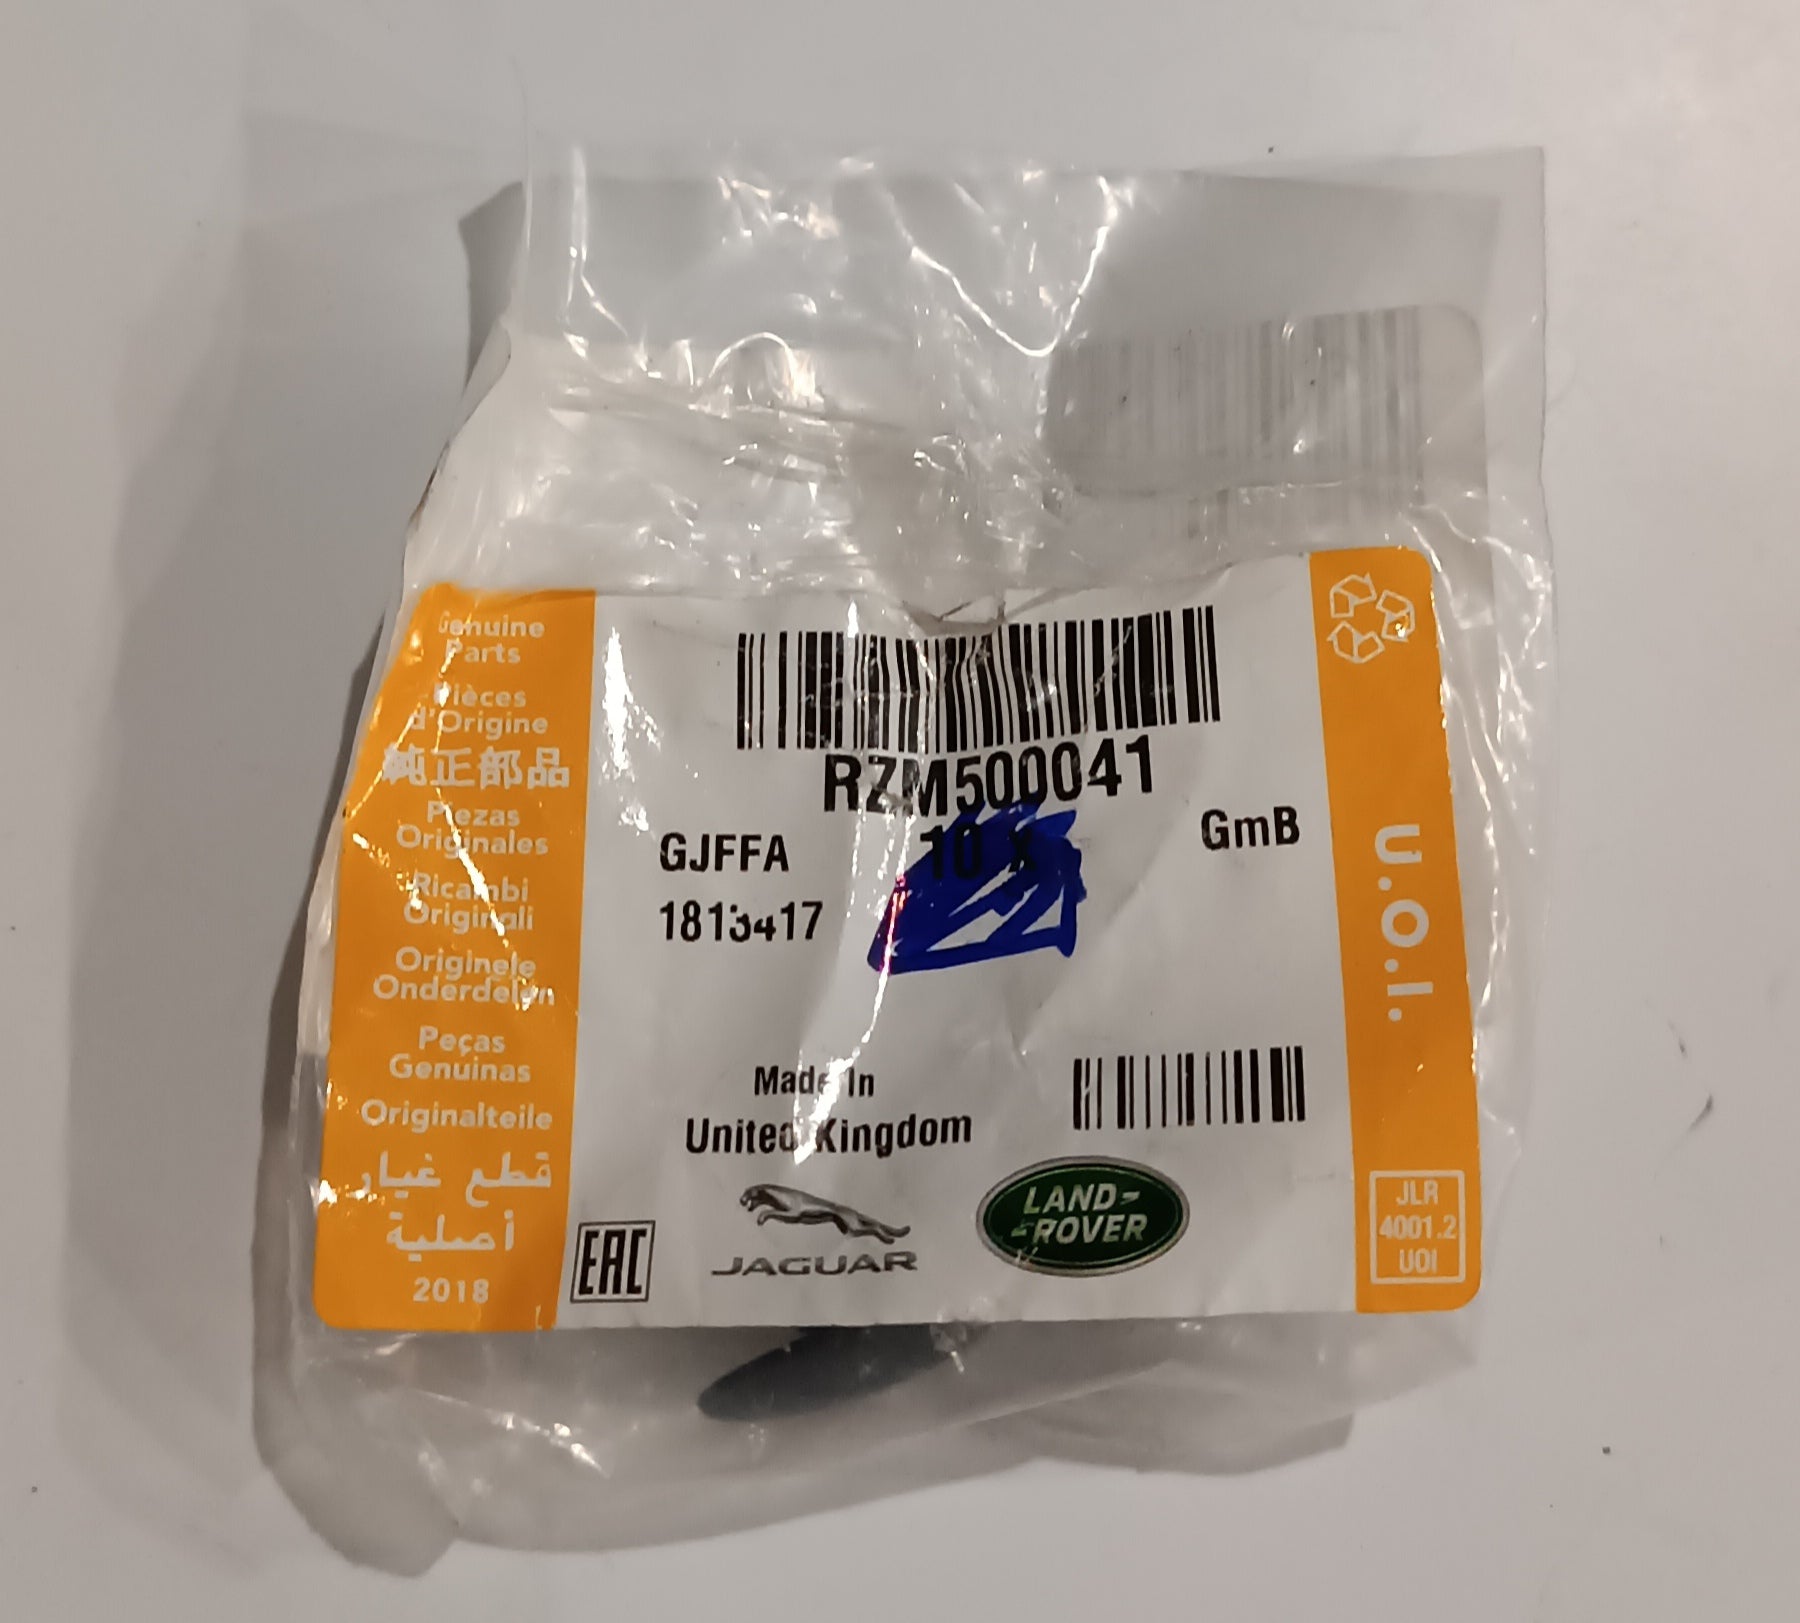 Genuine
Parts
Pièces
d'Origine
純正部品
Piezas
Originales
Ricambi
Originali
Originele
Onderdelen
Peças
Genuinas
Originalteile
قطع غيار
أصلية
2018
RZM500041
GJFFA
10 x
GmB
1813417
Made In
United Kingdom
EAC
JAGUAR
LAND-
ROVER
U.O.I.
JLR
4001.2
UOI